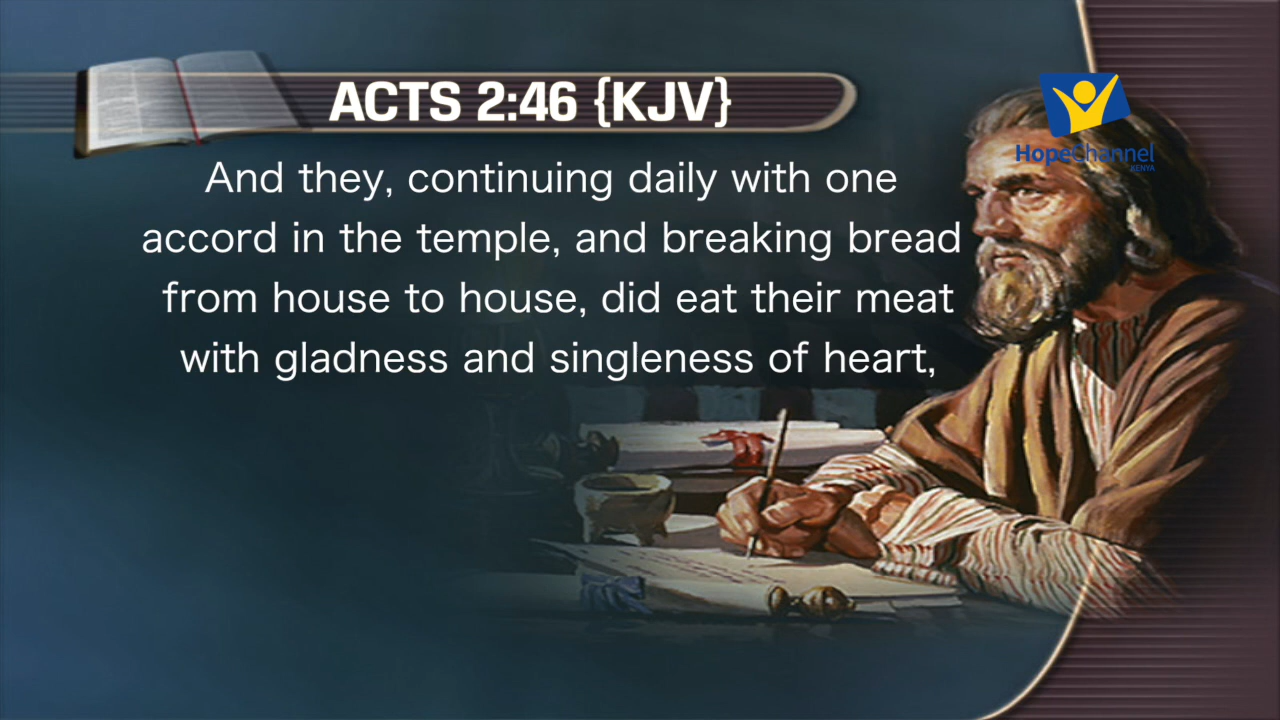 ACTS 2:46 {KJV}
And they, continuing daily with one
accord in the temple, and breaking bread
from house to house, did eat their meat
with gladness and singleness of heart,
HopeChannel
KENYA